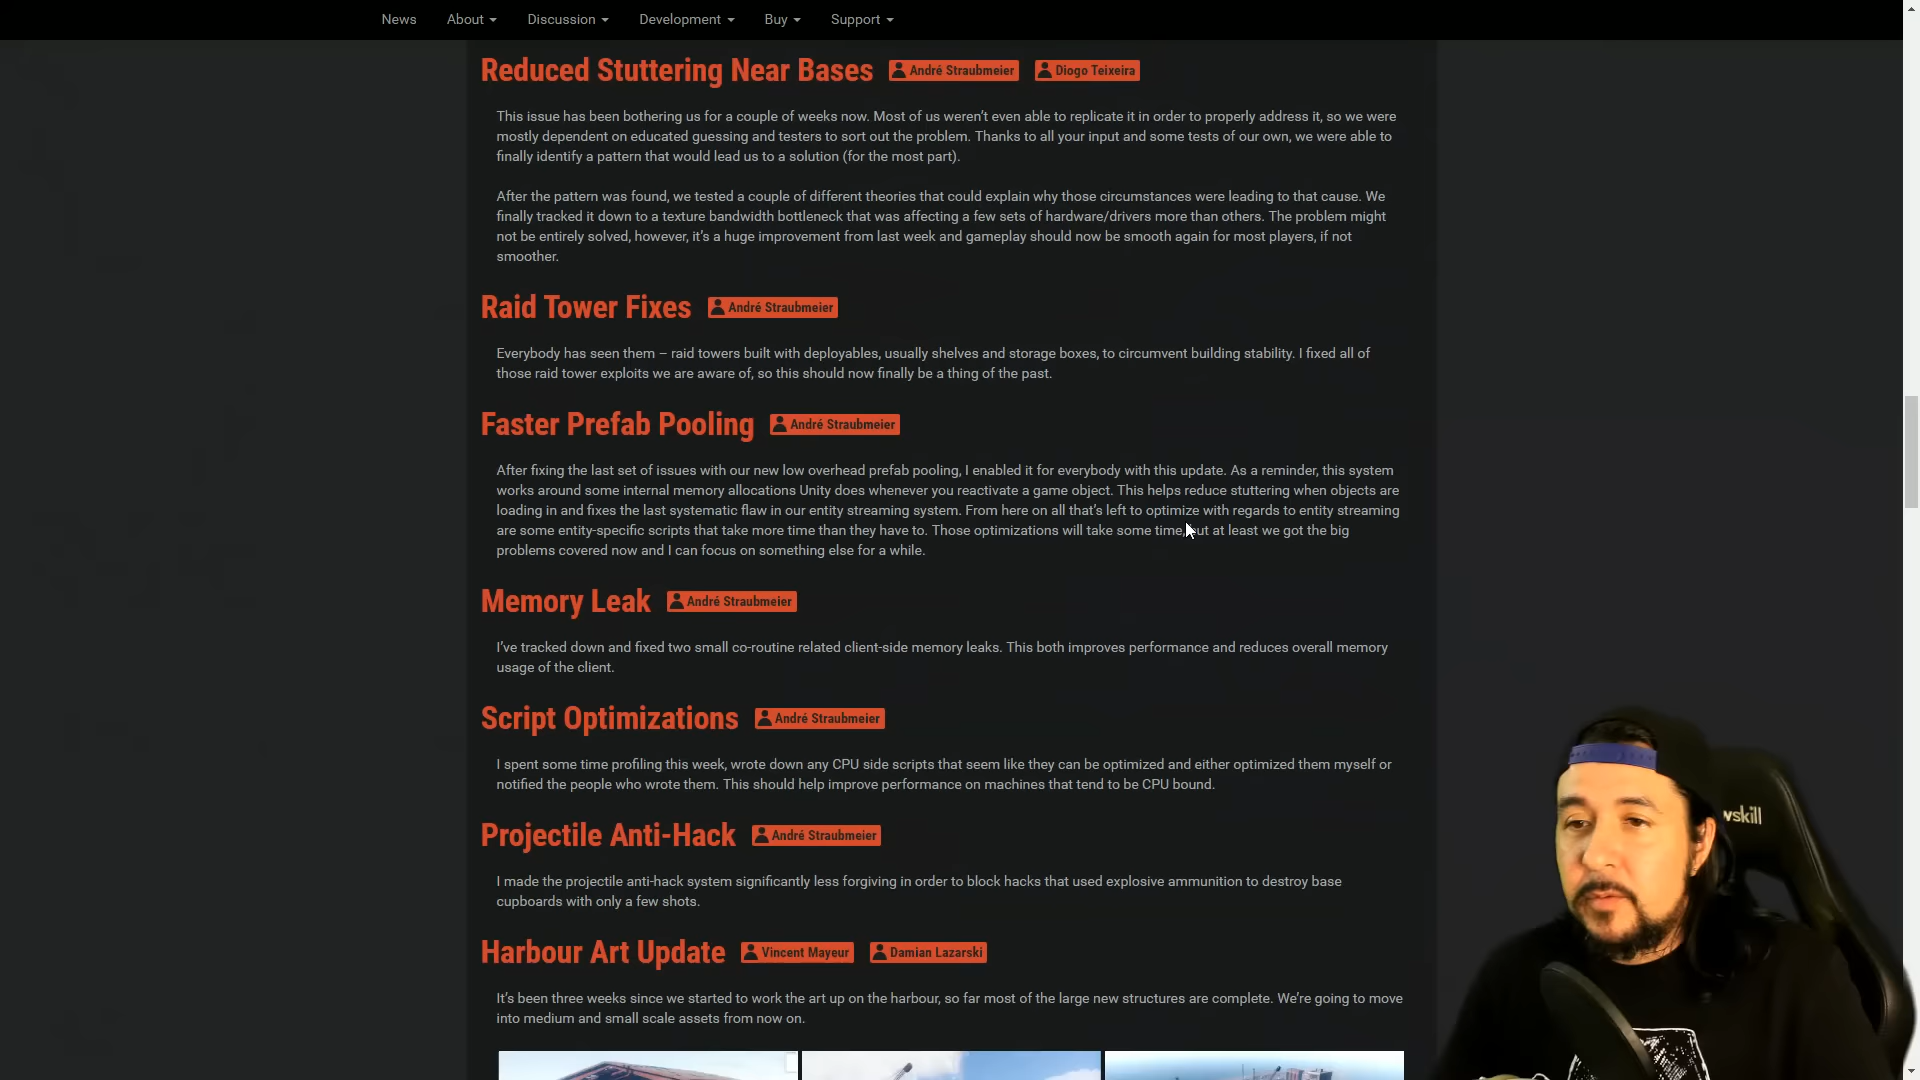 News About Discussion Development Buy Support
Reduced Stuttering Near Bases André Straubmeier Diogo Teixeira
This issue has been bothering us for a couple of weeks now. Most of us weren't even able to replicate it in order to properly address it, so we were
mostly dependent on educated guessing and testers to sort out the problem. Thanks to all your input and some tests of our own, we were able to
finally identify a pattern that would lead us to a solution (for the most part).
After the pattern was found, we tested a couple of different theories that could explain why those circumstances were leading to that cause. We
finally tracked it down to a texture bandwidth bottleneck that was affecting a few sets of hardware/drivers more than others. The problem might
not be entirely solved, however, it's a huge improvement from last week and gameplay should now be smooth again for most players, if not
smoother.
Raid Tower Fixes André Straubmeier
Everybody has seen them – raid towers built with deployables, usually shelves and storage boxes, to circumvent building stability. I fixed all of
those raid tower exploits we are aware of, so this should now finally be a thing of the past.
Faster Prefab Pooling André Straubmeier
After fixing the last set of issues with our new low overhead prefab pooling, I enabled it for everybody with this update. As a reminder, this system
works around some internal memory allocations Unity does whenever you reactivate a game object. This helps reduce stuttering when objects are
loading in and fixes the last systematic flaw in our entity streaming system. From here on all that's left to optimize with regards to entity streaming
are some entity-specific scripts that take more time than they have to. Those optimizations will take some time, but at least we got the big
problems covered now and I can focus on something else for a while.
Memory Leak André Straubmeier
I've tracked down and fixed two small co-routine related client-side memory leaks. This both improves performance and reduces overall memory
usage of the client.
Script Optimizations André Straubmeier
I spent some time profiling this week, wrote down any CPU side scripts that seem like they can be optimized and either optimized them myself or
notified the people who wrote them. This should help improve performance on machines that tend to be CPU bound.
Projectile Anti-Hack André Straubmeier
I made the projectile anti-hack system significantly less forgiving in order to block hacks that used explosive ammunition to destroy base
cupboards with only a few shots.
Harbour Art Update Vincent Mayeur Damian Lazarski
It's been three weeks since we started to work the art up on the harbour, so far most of the large new structures are complete. We're going to move
into medium and small scale assets from now on.